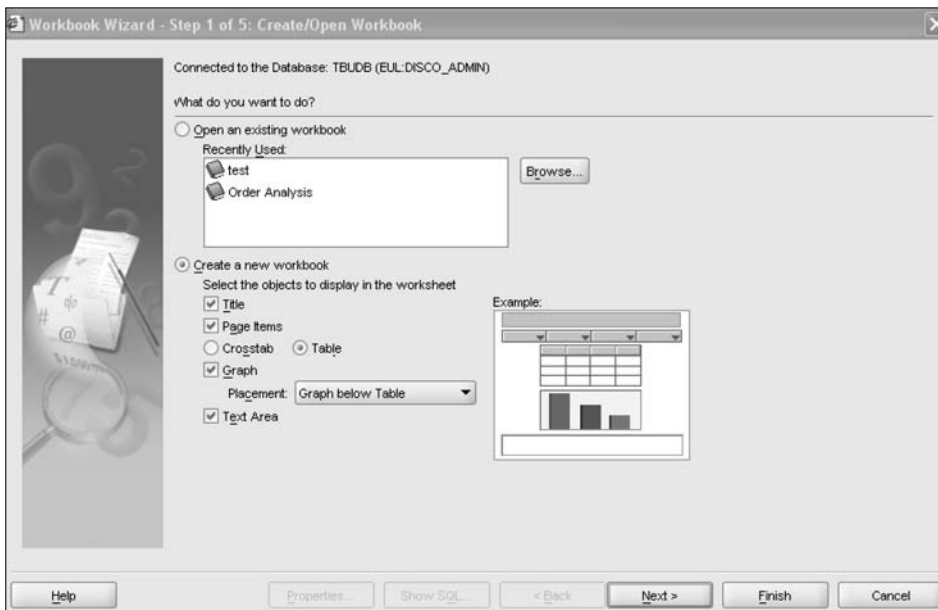 Workbook Wizard - Step 1 of 5: Create/Open Workbook
Connected to the Database: TBUDB (EUL:DISCO_ADMIN)
What do you want to do?
Open an existing workbook
Recently Used:
test
Browse...
Order Analysis
Create a new workbook
Select the objects to display in the worksheet
Example:
Title
Page Items
Crosstab Table
Graph
Placement: Graph below Table
Text Area
Help Properties... Show SQL... < Back Next > Finish Cancel